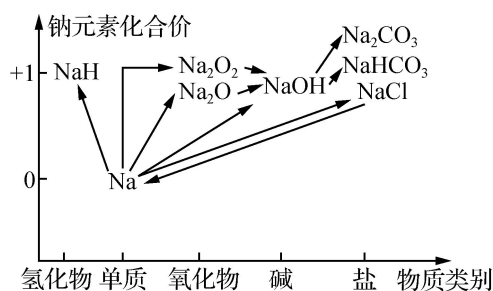 钠元素化合价
Na₂CO₃
+1 NaH Na₂O₂ NaHCO₃
Na₂O NaOH NaCl
0 Na
氢化物 单质 氧化物 碱 盐 物质类别